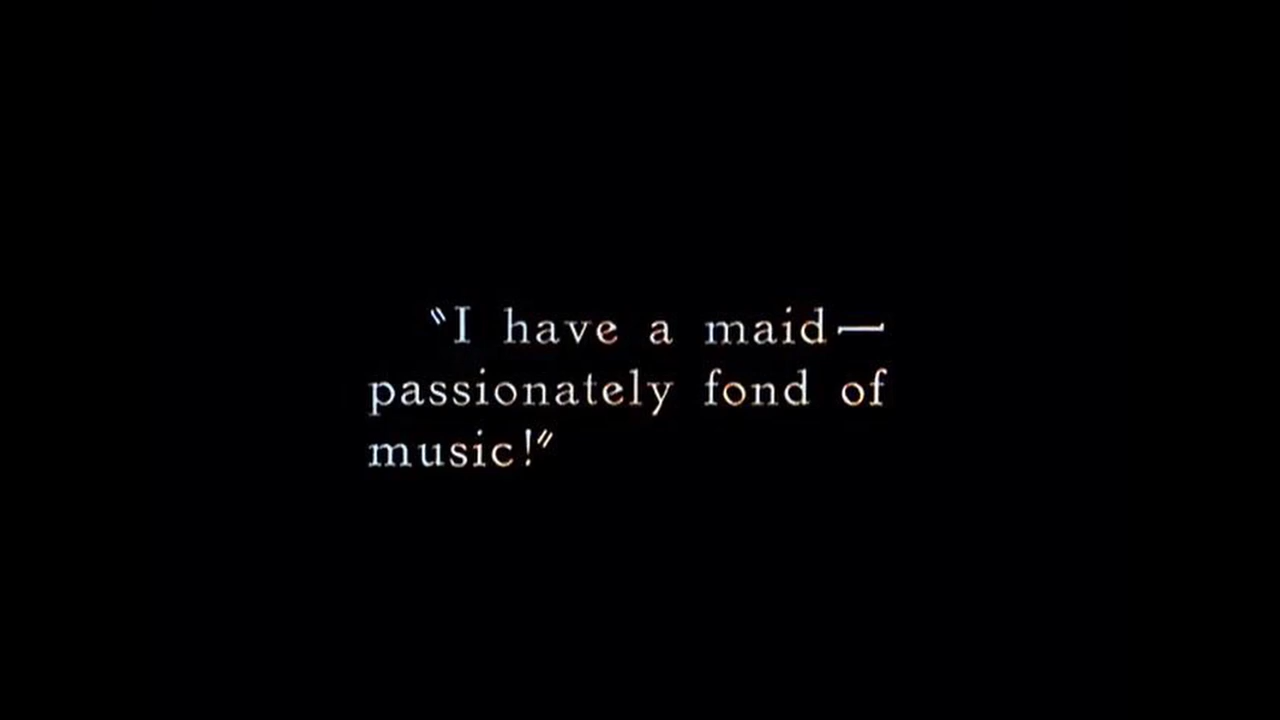 "I have a maid—
passionately fond of
music!"